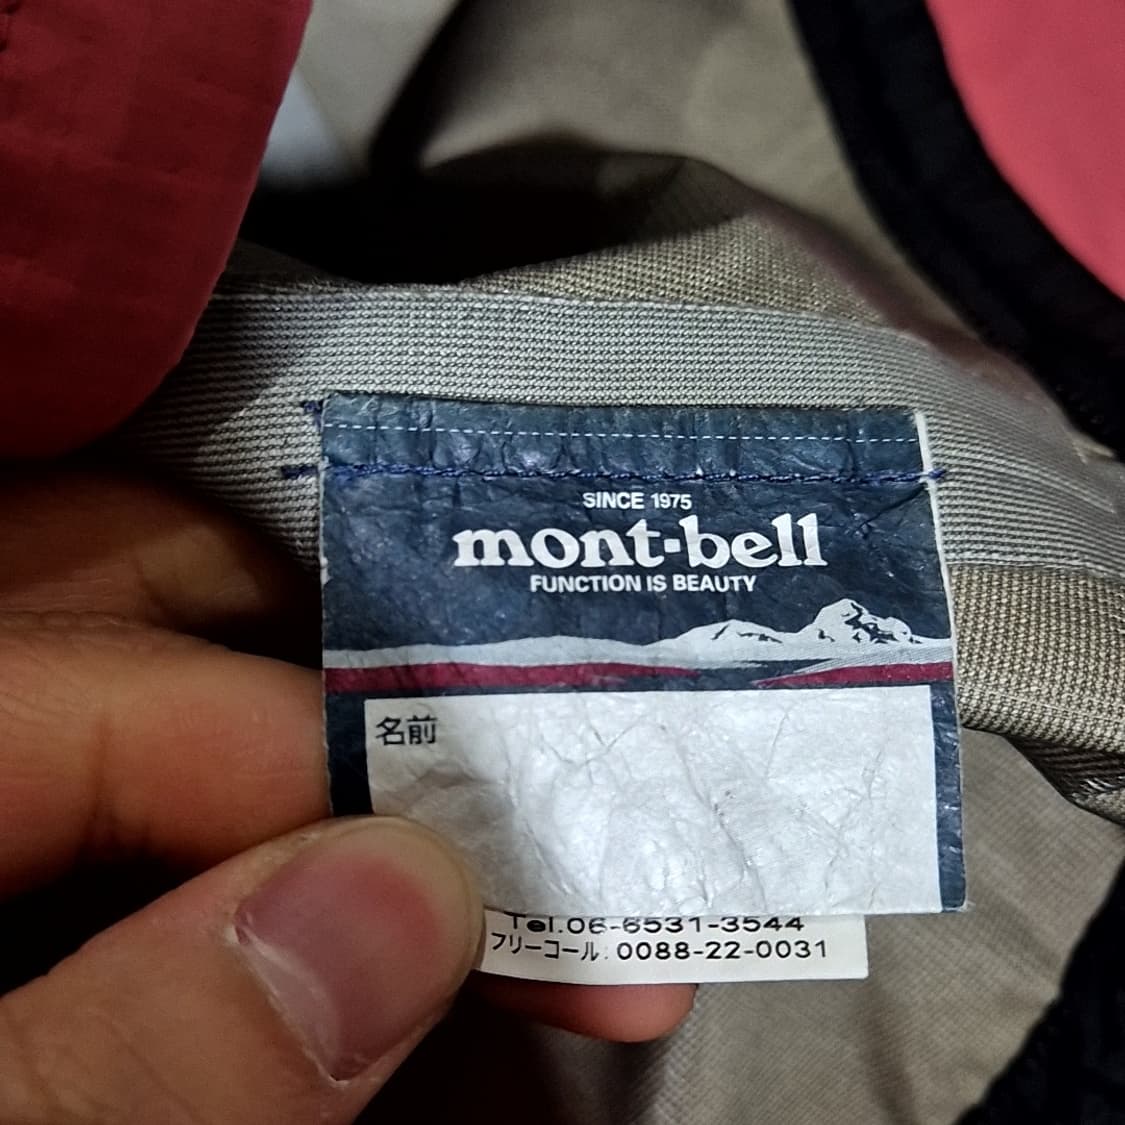 SINCE 1975
mont-bell
FUNCTION IS BEAUTY
名前
Tel.06-6531-3544
フリーコール: 0088-22-0031